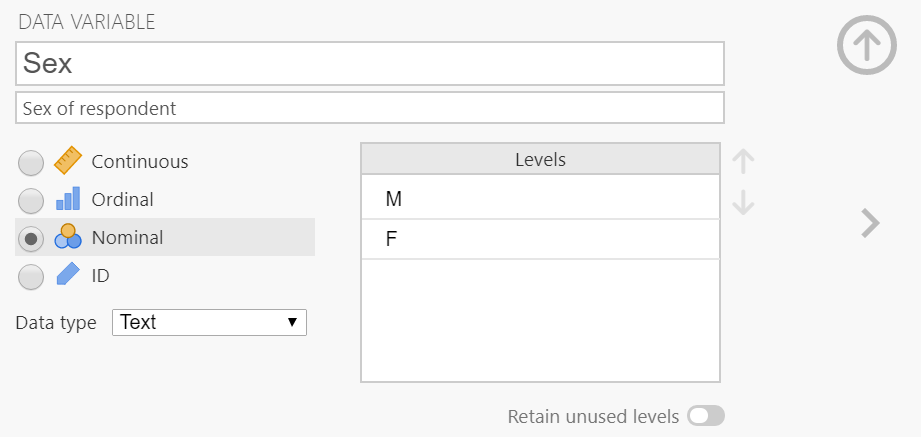 DATA VARIABLE
Sex
Sex of respondent
Continuous
Ordinal
Nominal
ID
Data type Text
Levels
M
F
Retain unused levels